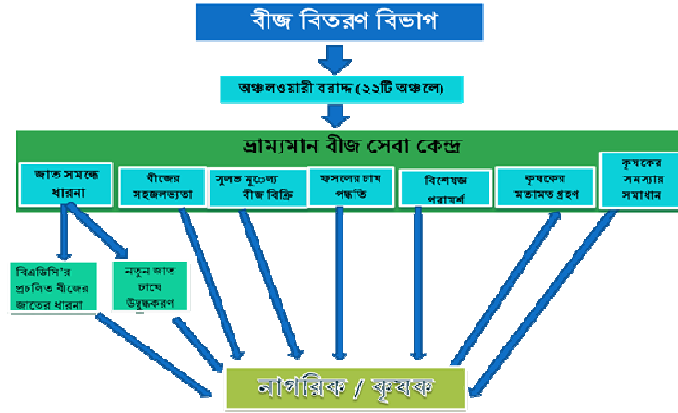 বীজ বিতরণ বিভাগ
অঞ্চলওয়ারী বরাদ্দ (২২টি অঞ্চলে)
ভ্রাম্যমান বীজ সেবা কেন্দ্র
জাত সমন্ধে
ধারনা
বীজের
সহজলভ্যতা
সুলভ মূল্যে
বীজ বিক্রি
ফসলের চাষ
পদ্ধতি
বিশেষজ্ঞ
পরামর্শ
কৃষকের
মতামত গ্রহণ
কৃষকের
সমস্যার
সমাধান
বিএডিসি'র
প্রচলিত বীজের
জাতের ধারনা
নতুন জাত
চাষে
উদ্বুদ্ধকরণ
নাগরিক / কৃষক